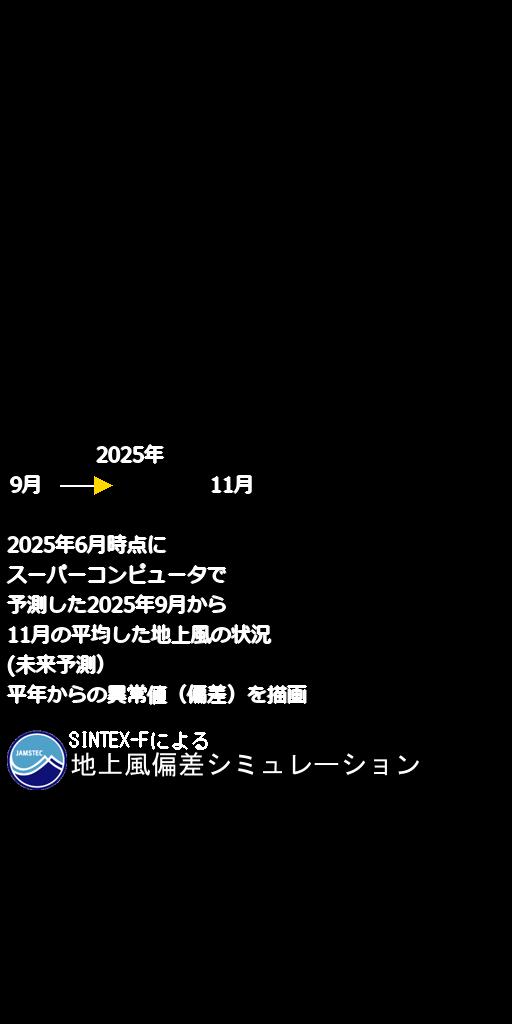 2025年
9月 11月
2025年6月時点に
スーパーコンピュータで
予測した2025年9月から
11月の平均した地上風の状況
(未来予測)
平年からの異常値（偏差）を描画
SINTEX-Fによる
JAMSTEC
地上風偏差シミュレーション